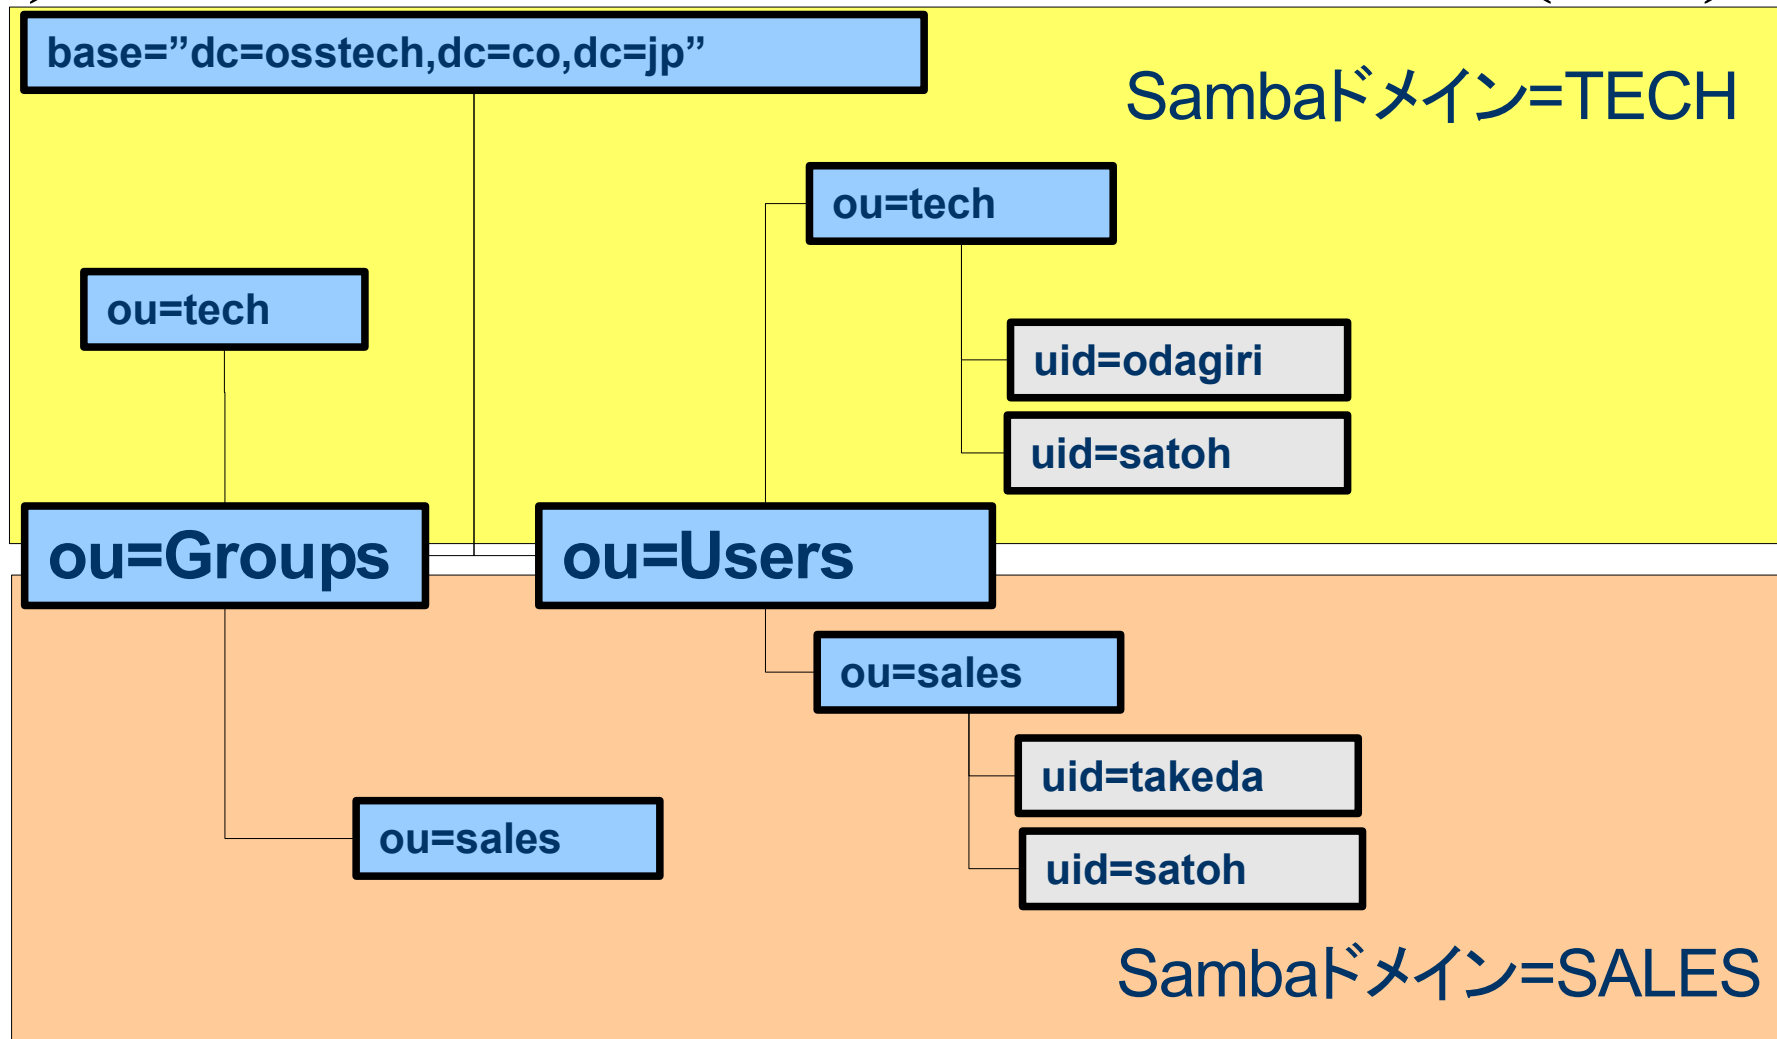 base=”dc=osstech,dc=co,dc=jp”
Sambaドメイン=TECH
ou=tech
ou=tech
uid=odagiri
uid=satoh
ou=Groups
ou=Users
ou=sales
uid=takeda
ou=sales
uid=satoh
Sambaドメイン=SALES